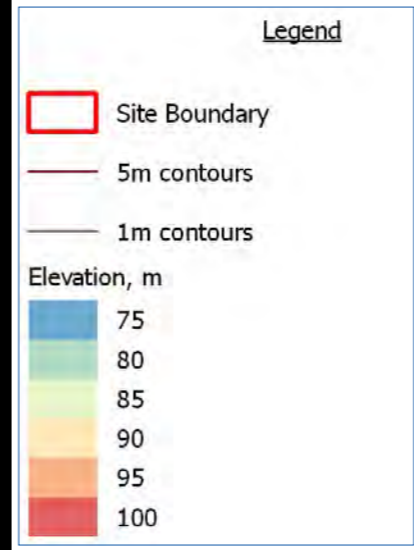 Legend
Site Boundary
5m contours
1m contours
Elevation, m
75
80
85
90
95
100